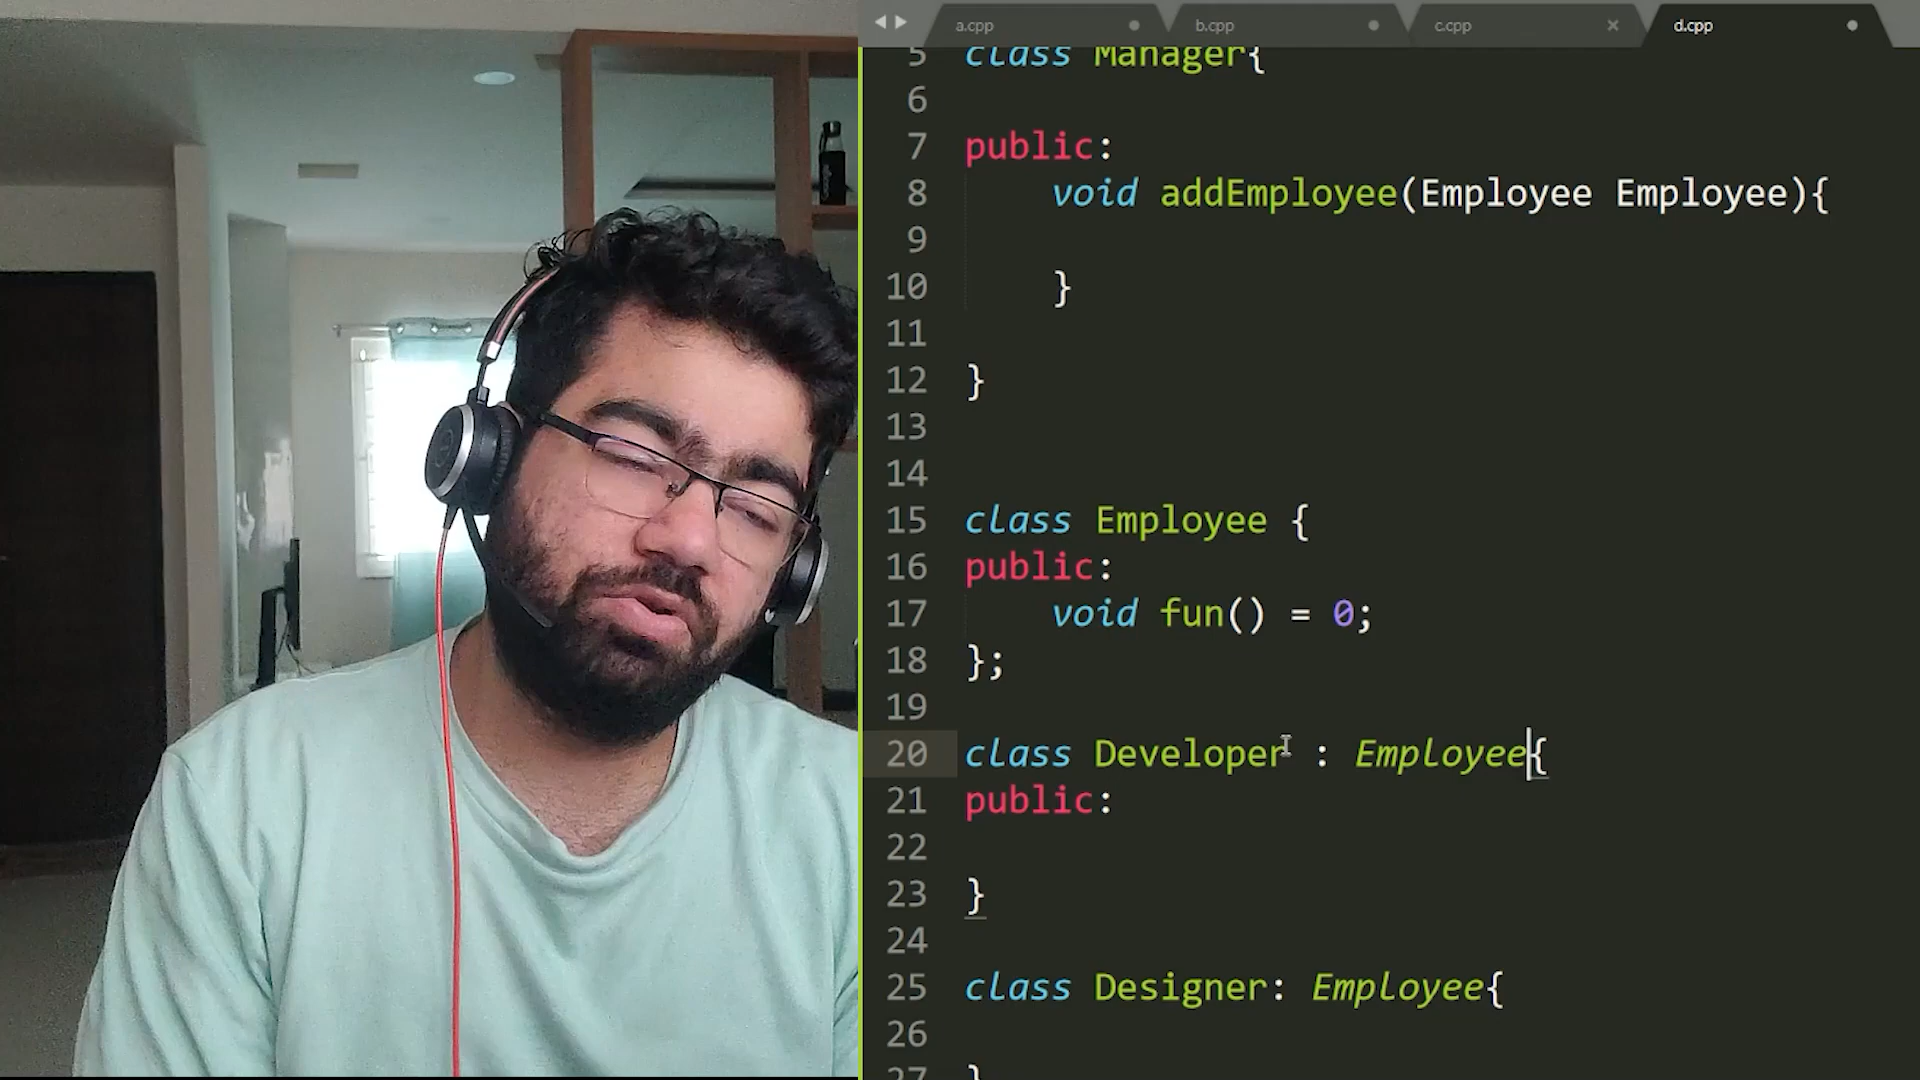 a.cpp b.cpp c.cpp d.cpp
5 class Manager{
6
7 public:
8 void addEmployee(Employee Employee){
9
10 }
11
12 }
13
14
15 class Employee {
16 public:
17 void fun() = 0;
18 };
19
20 class Developer : Employee{
21 public:
22
23 }
24
25 class Designer: Employee{
26
27 }